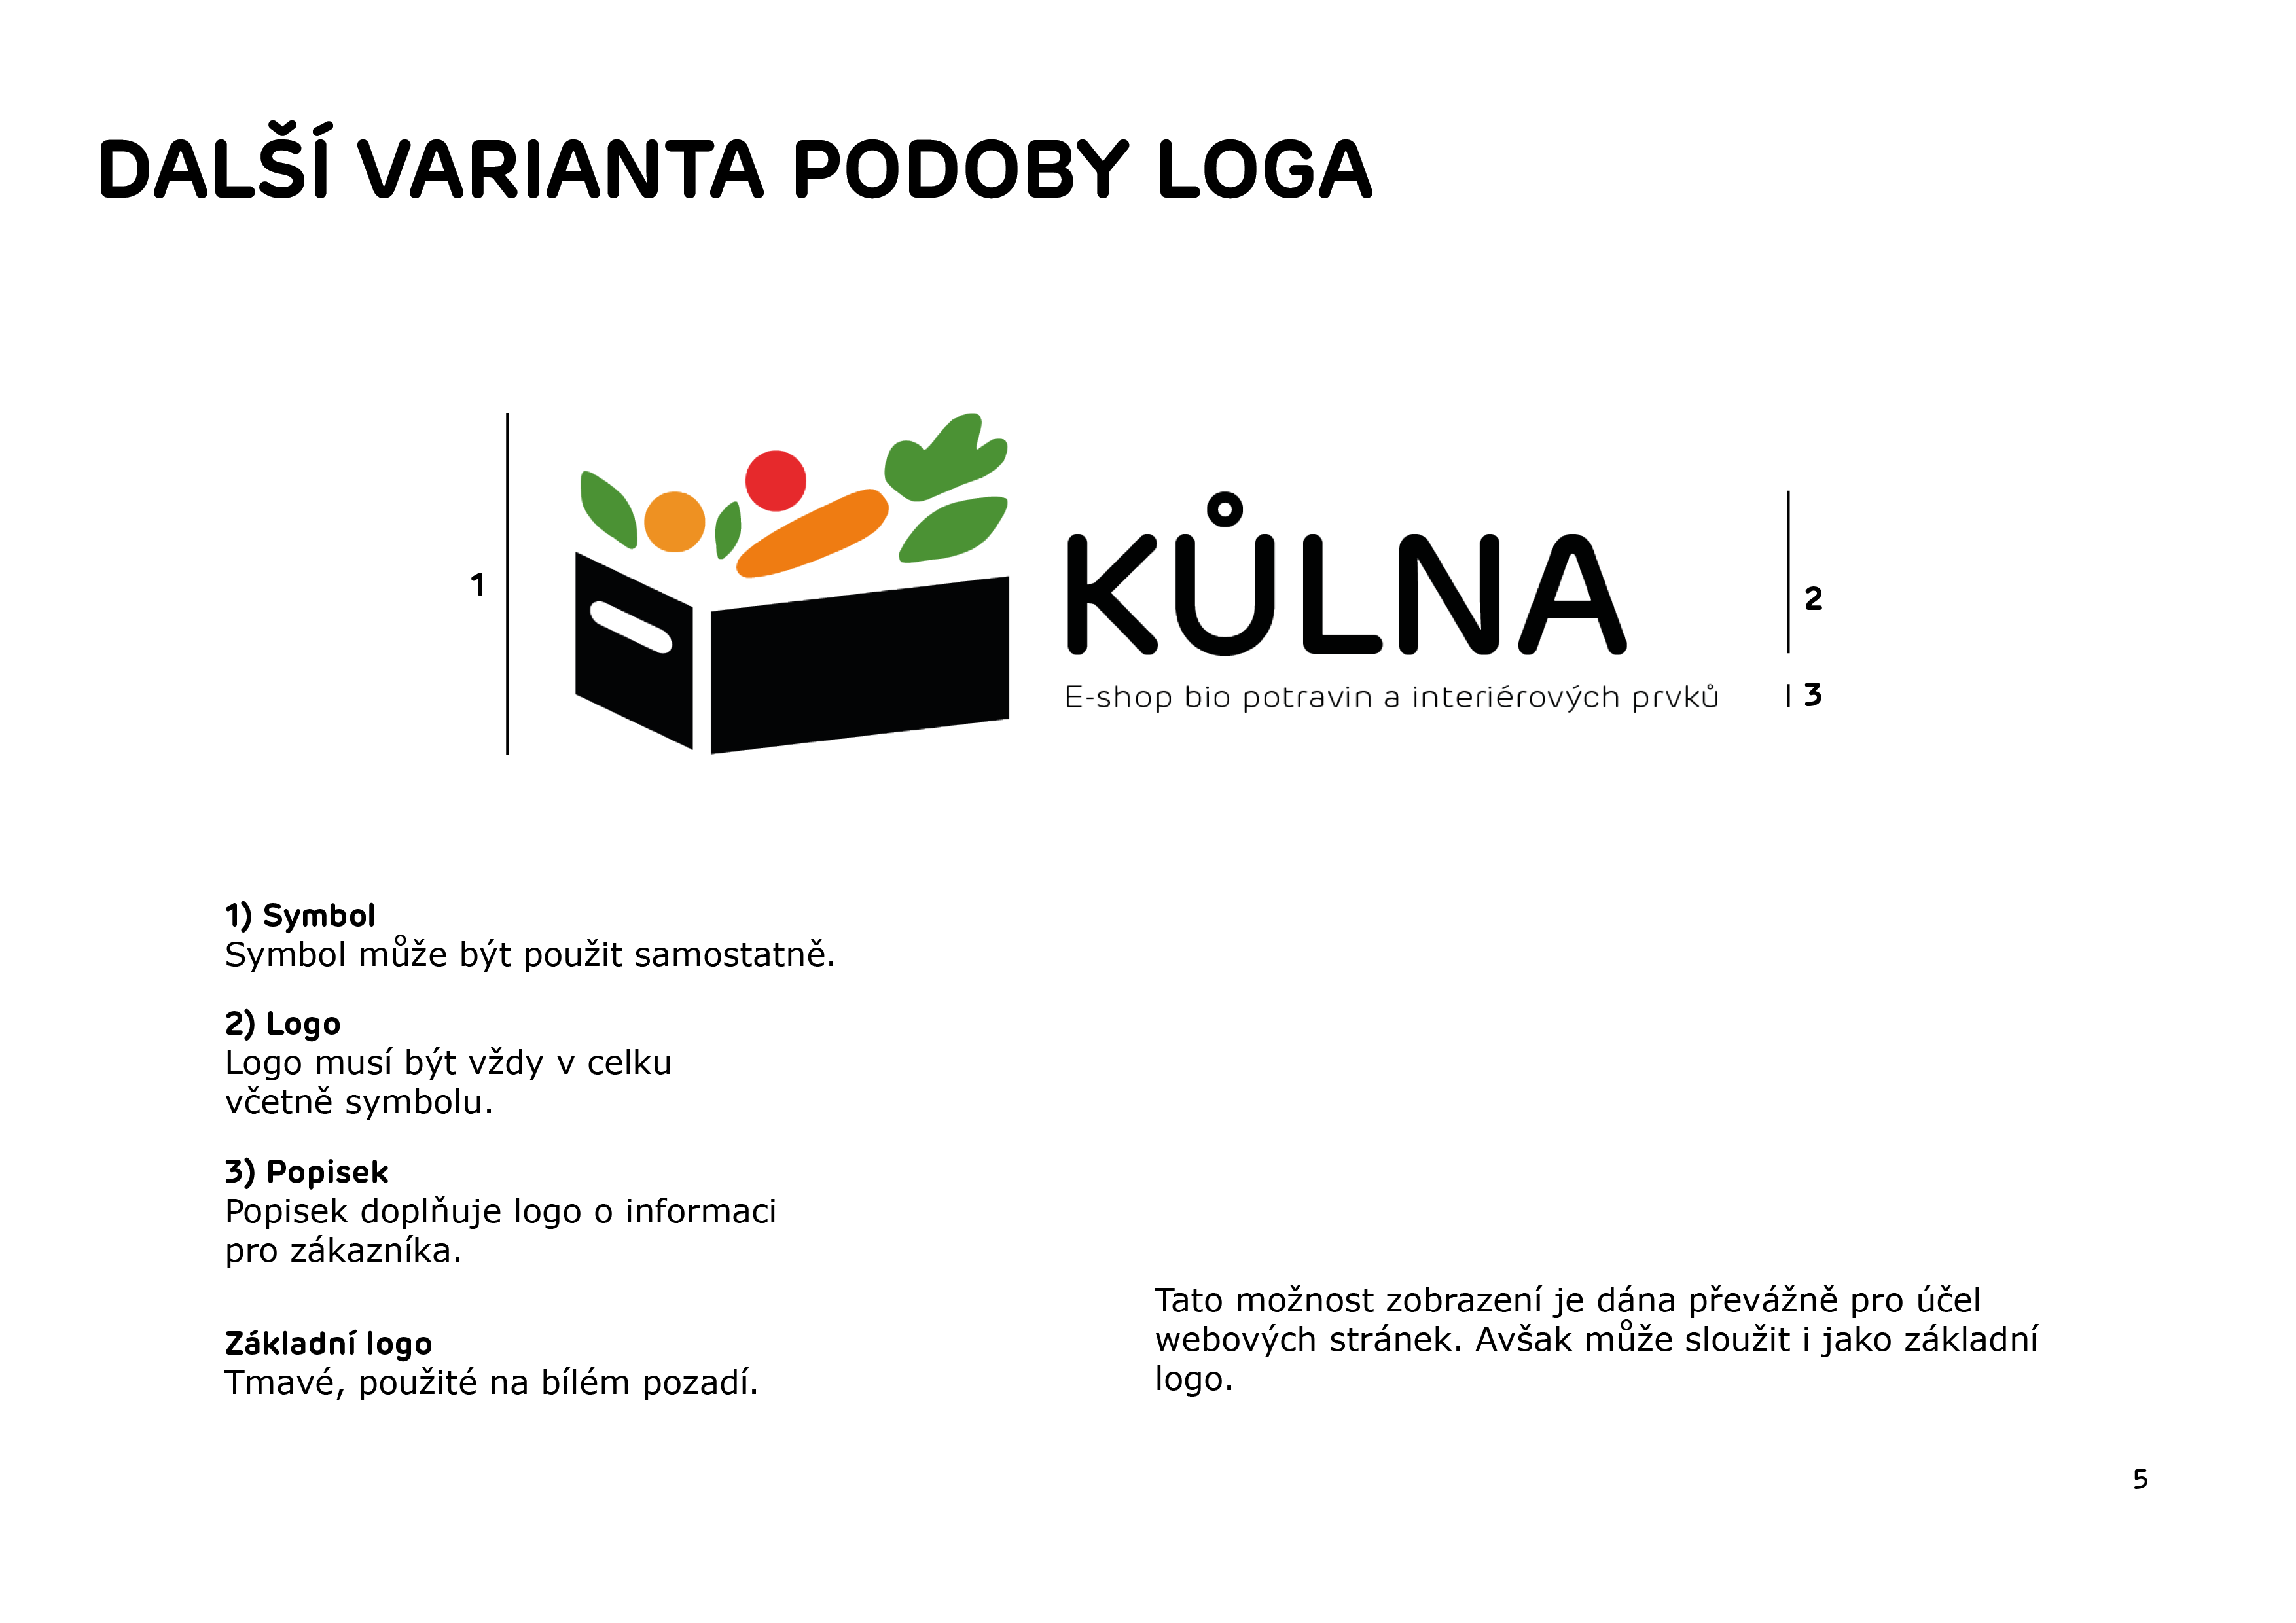 DALŠÍ VARIANTA PODOBY LOGA
1
KŮLNA
2
E-shop bio potravin a interiérových prvků
3
1) Symbol
Symbol může být použit samostatně.
2) Logo
Logo musí být vždy v celku
včetně symbolu.
3) Popisek
Popisek doplňuje logo o informaci
pro zákazníka.
Základní logo
Tmavé, použité na bílém pozadí.
Tato možnost zobrazení je dána převážně pro účel
webových stránek. Avšak může sloužit i jako základní
logo.
5